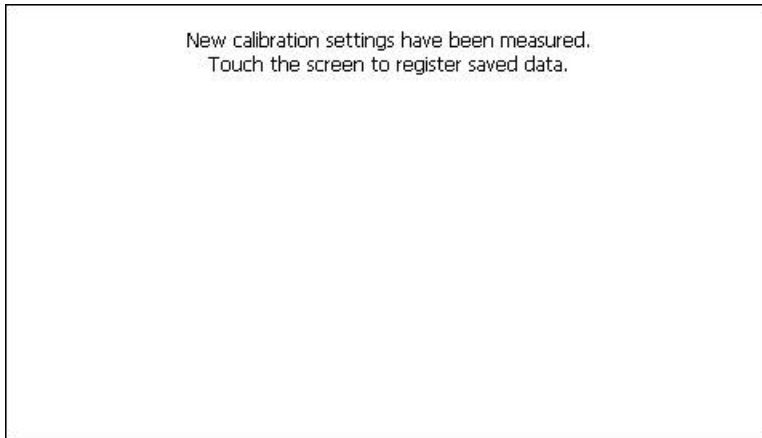 New calibration settings have been measured.
Touch the screen to register saved data.